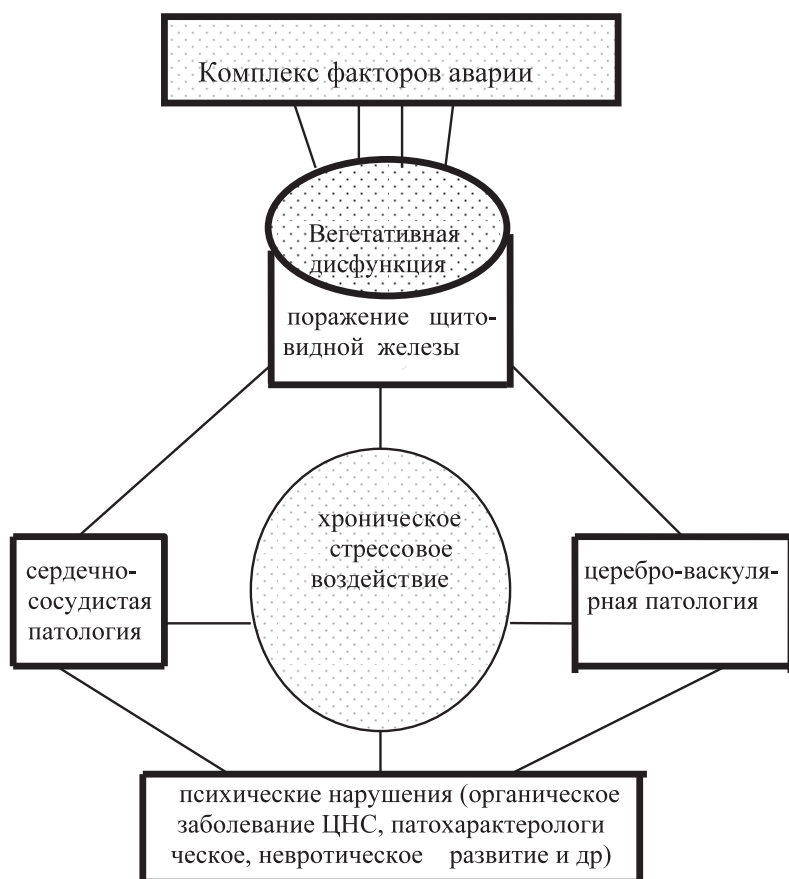 Комплекс факторов аварии
Вегетативная
дисфункция
поражение щито-
видной железы
хроническое
стрессовое
воздействие
сердечно-
сосудистая
патология
церебро-васкуля-
рная патология
психические нарушения (органическое
заболевание ЦНС, патохарактерологи
ческое, невротическое развитие и др)